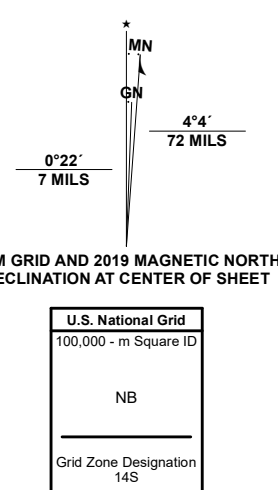 ★
MN
GN
4°4´
72 MILS
0°22´
7 MILS
M GRID AND 2019 MAGNETIC NORTH
ECLINATION AT CENTER OF SHEET
U.S. National Grid
100,000 - m Square ID
NB
Grid Zone Designation
14S